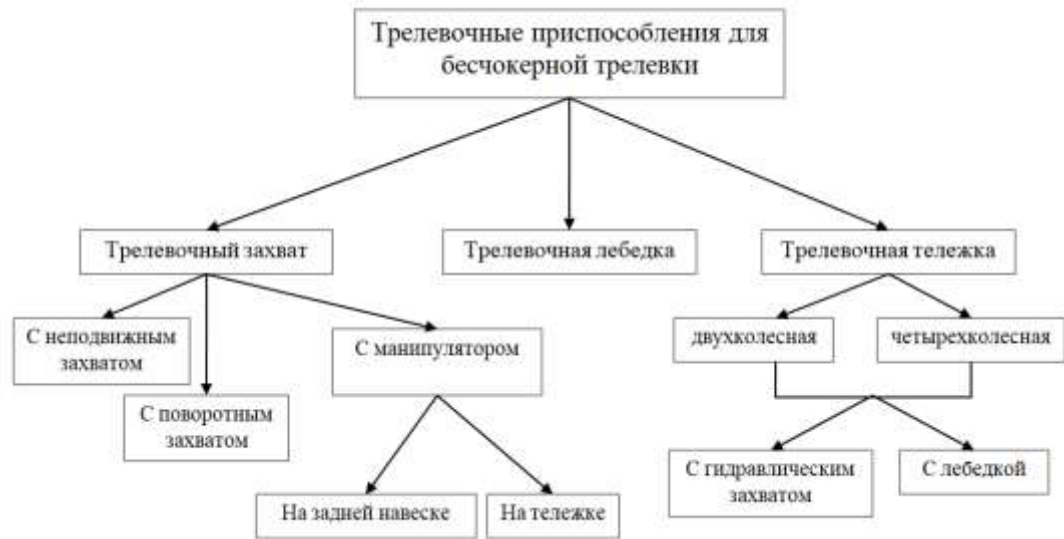 Трелевочные приспособления для
бесчокерной трелевки
Трелевочный захват
Трелевочная лебедка
Трелевочная тележка
С неподвижным
захватом
С поворотным
захватом
С манипулятором
двухколесная
четырехколесная
На задней навеске
На тележке
С гидравлическим
захватом
С лебедкой